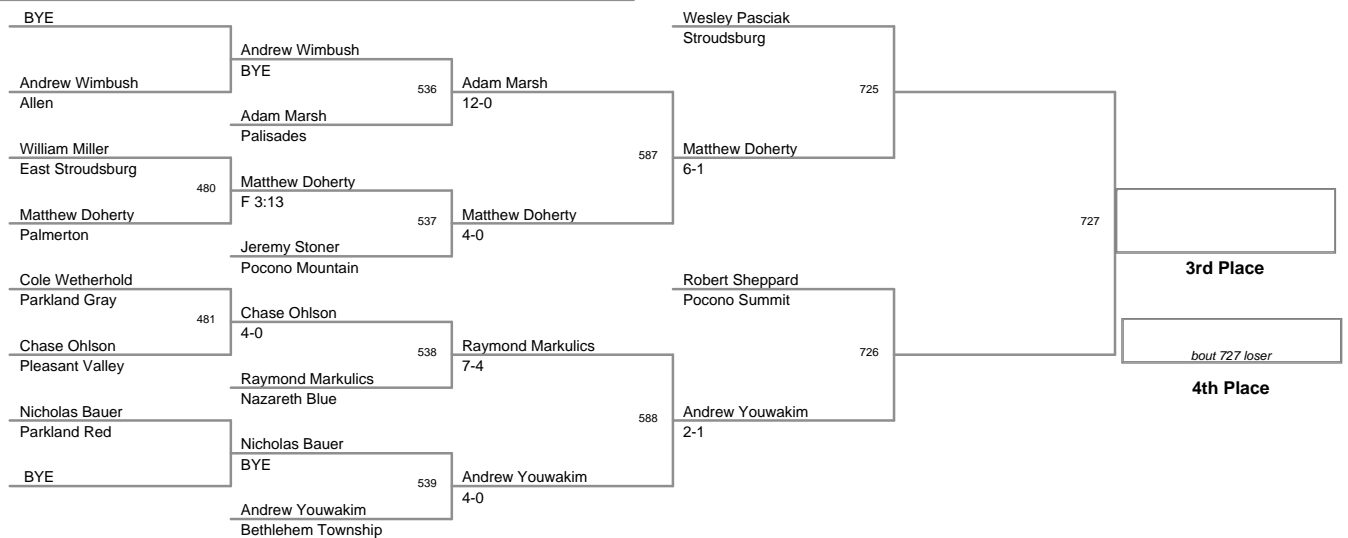 BYE
Andrew Wimbush
Allen
William Miller
East Stroudsburg
480
Matthew Doherty
Palmerton
Cole Wetherhold
Parkland Gray
481
Chase Ohlson
Pleasant Valley
Nicholas Bauer
Parkland Red
BYE
Andrew Wimbush
BYE
536
Adam Marsh
Palisades
Matthew Doherty
F 3:13
537
Jeremy Stoner
Pocono Mountain
Chase Ohlson
4-0
538
Raymond Markulics
Nazareth Blue
Nicholas Bauer
BYE
539
Andrew Youwakim
Bethlehem Township
Adam Marsh
12-0
587
Matthew Doherty
4-0
Raymond Markulics
7-4
588
Andrew Youwakim
4-0
Wesley Pasciak
Stroudsburg
725
Matthew Doherty
6-1
Robert Sheppard
Pocono Summit
726
Andrew Youwakim
2-1
727
3rd Place
bout 727 loser
4th Place